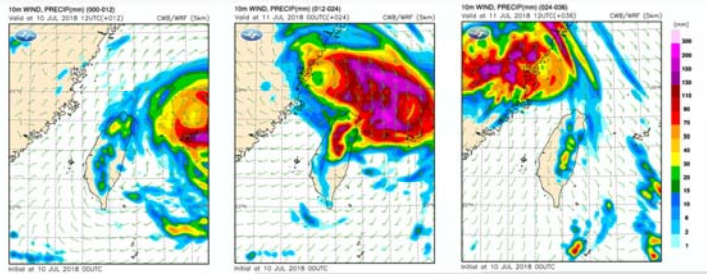 10m WIND, PRECIP(mm) (000-012)
Valid at 10 JUL 2018 12UTC(+012) CWB/WRF (5km)
Initial at 10 JUL 2018 00UTC
10m WIND, PRECIP(mm) (012-024)
Valid at 11 JUL 2018 00UTC(+024) CWB/WRF (5km)
Initial at 10 JUL 2018 00UTC
10m WIND, PRECIP(mm) (024-036)
Valid at 11 JUL 2018 12UTC(+036) CWB/WRF (5km)
Initial at 10 JUL 2018 00UTC
(mm)
300
200
150
130
110
90
70
50
40
30
20
15
10
6
2
1